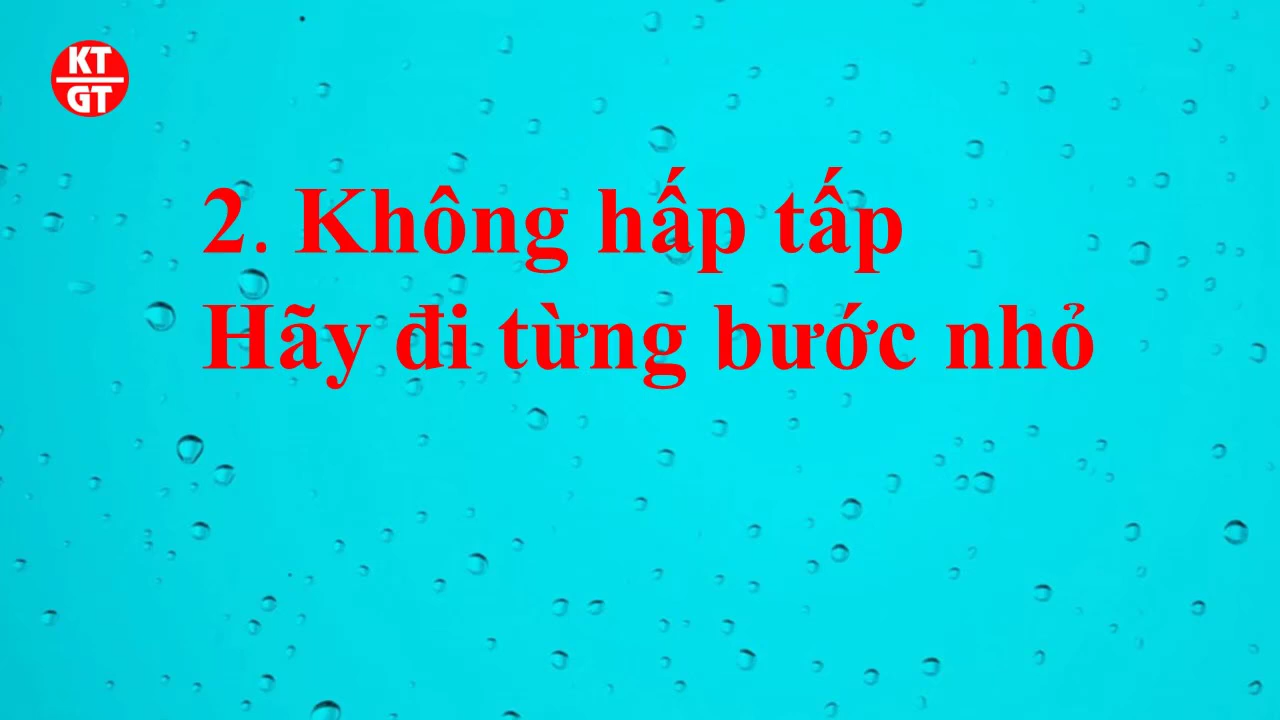 KT
GT
2. Không hấp tấp
Hãy đi từng bước nhỏ